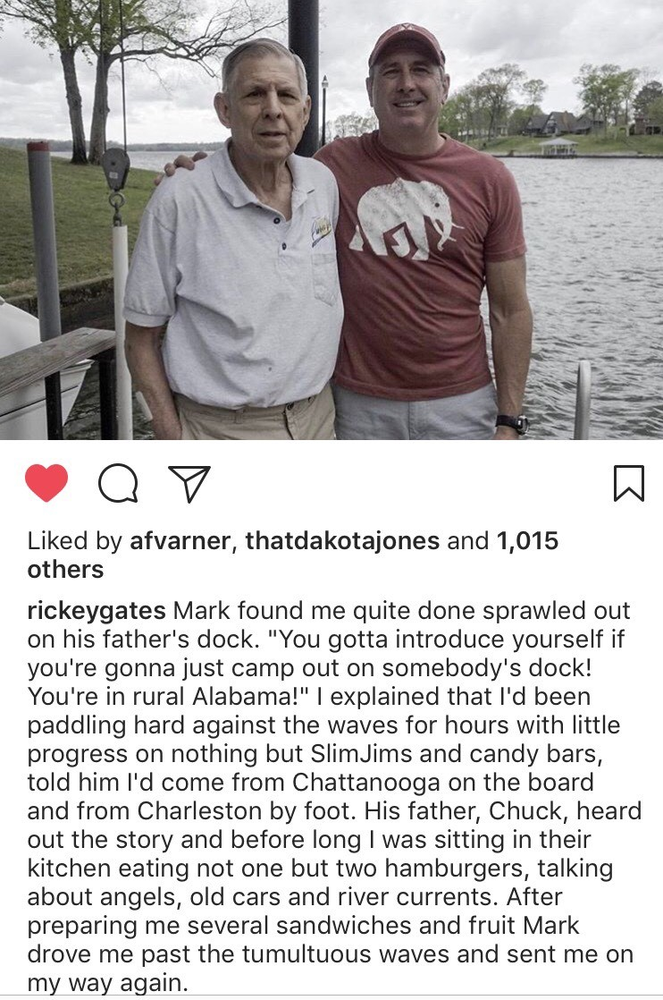 Liked by afvarner, thatdakotajones and 1,015
others
rickeygates Mark found me quite done sprawled out
on his father's dock. "You gotta introduce yourself if
you're gonna just camp out on somebody's dock!
You're in rural Alabama!" I explained that I'd been
paddling hard against the waves for hours with little
progress on nothing but SlimJims and candy bars,
told him I'd come from Chattanooga on the board
and from Charleston by foot. His father, Chuck, heard
out the story and before long I was sitting in their
kitchen eating not one but two hamburgers, talking
about angels, old cars and river currents. After
preparing me several sandwiches and fruit Mark
drove me past the tumultuous waves and sent me on
my way again.